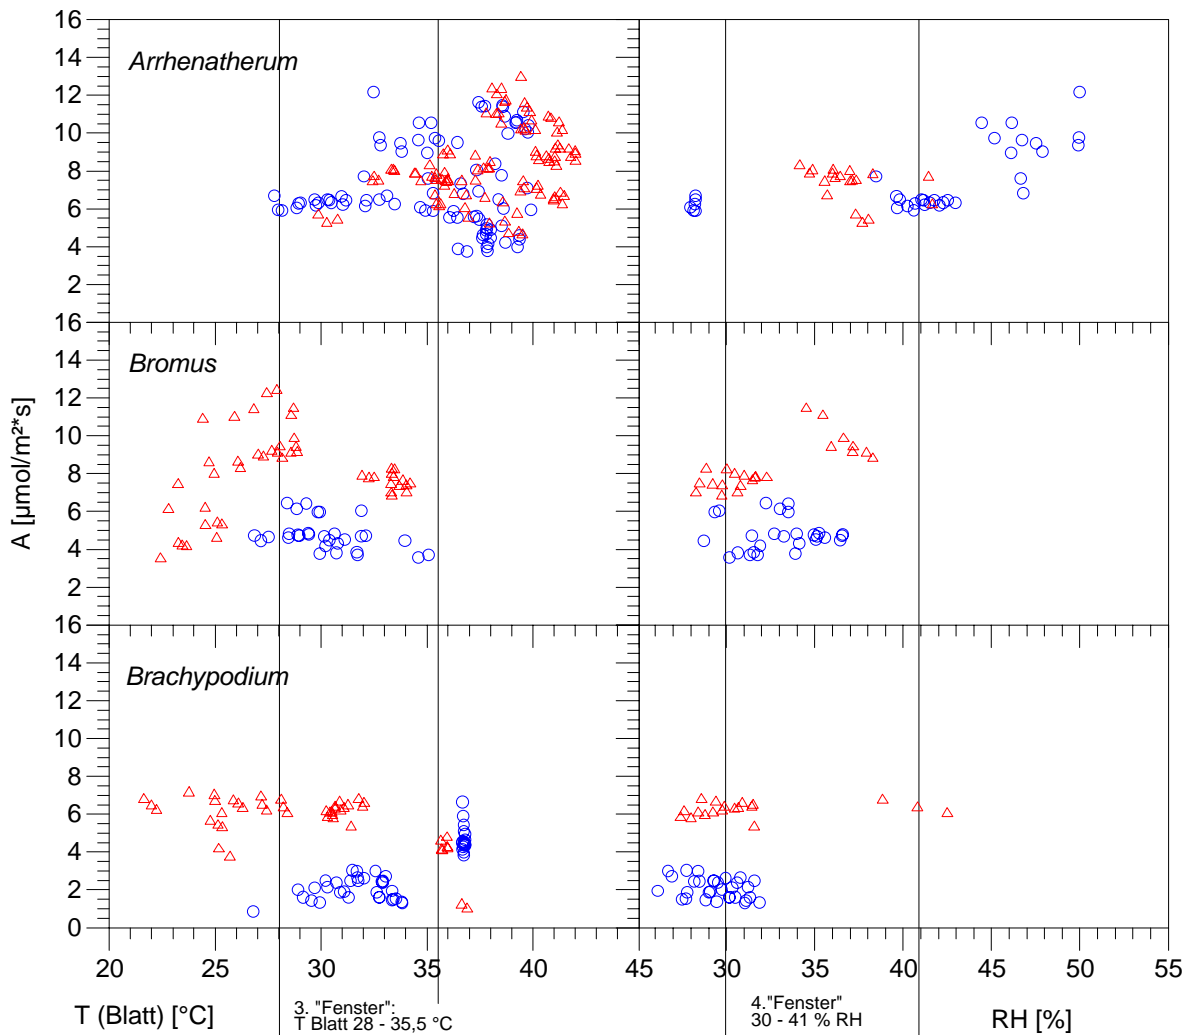 16
14
12
10
8
6
4
2
Arrhenatherum
16
14
12
10
8
6
4
2
Bromus
A [µmol/m²*s]
16
14
12
10
8
6
4
2
0
Brachypodium
20 25 30 35 40 45 30 35 40 45 50 55
T (Blatt) [°C]
3. "Fenster":
T Blatt 28 - 35,5 °C
4."Fenster"
30 - 41 % RH
RH [%]